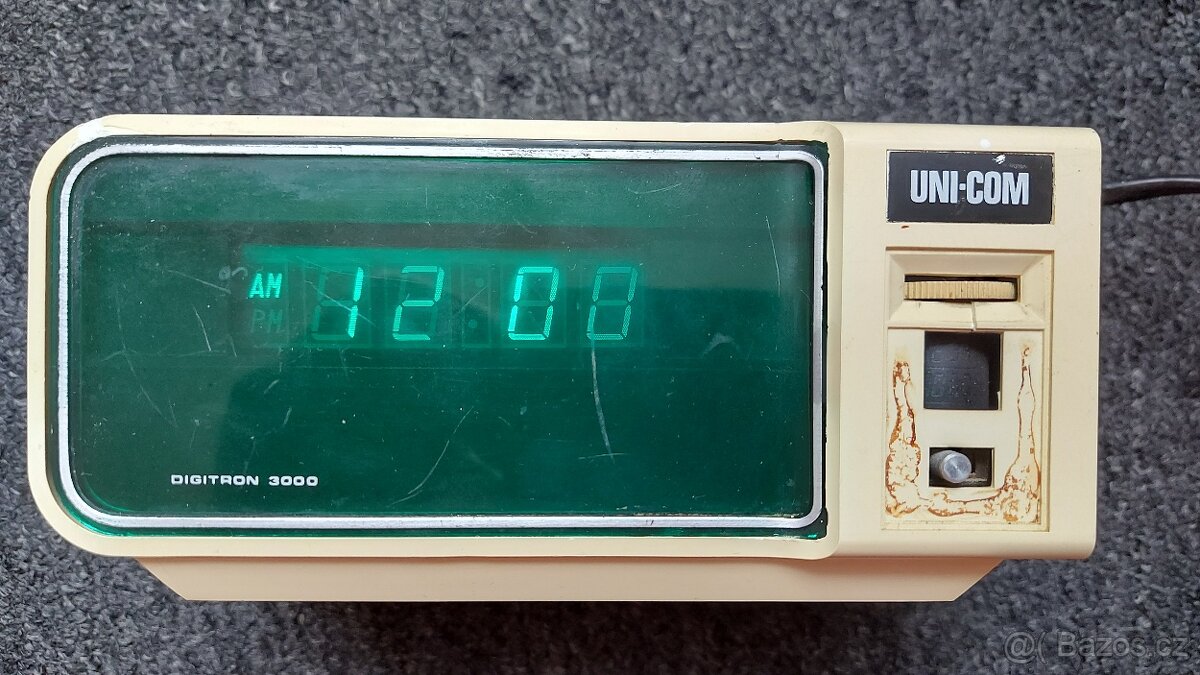 UNI-COM
AM 12:00
PM
DIGITRON 3000
@( Bazos.cz